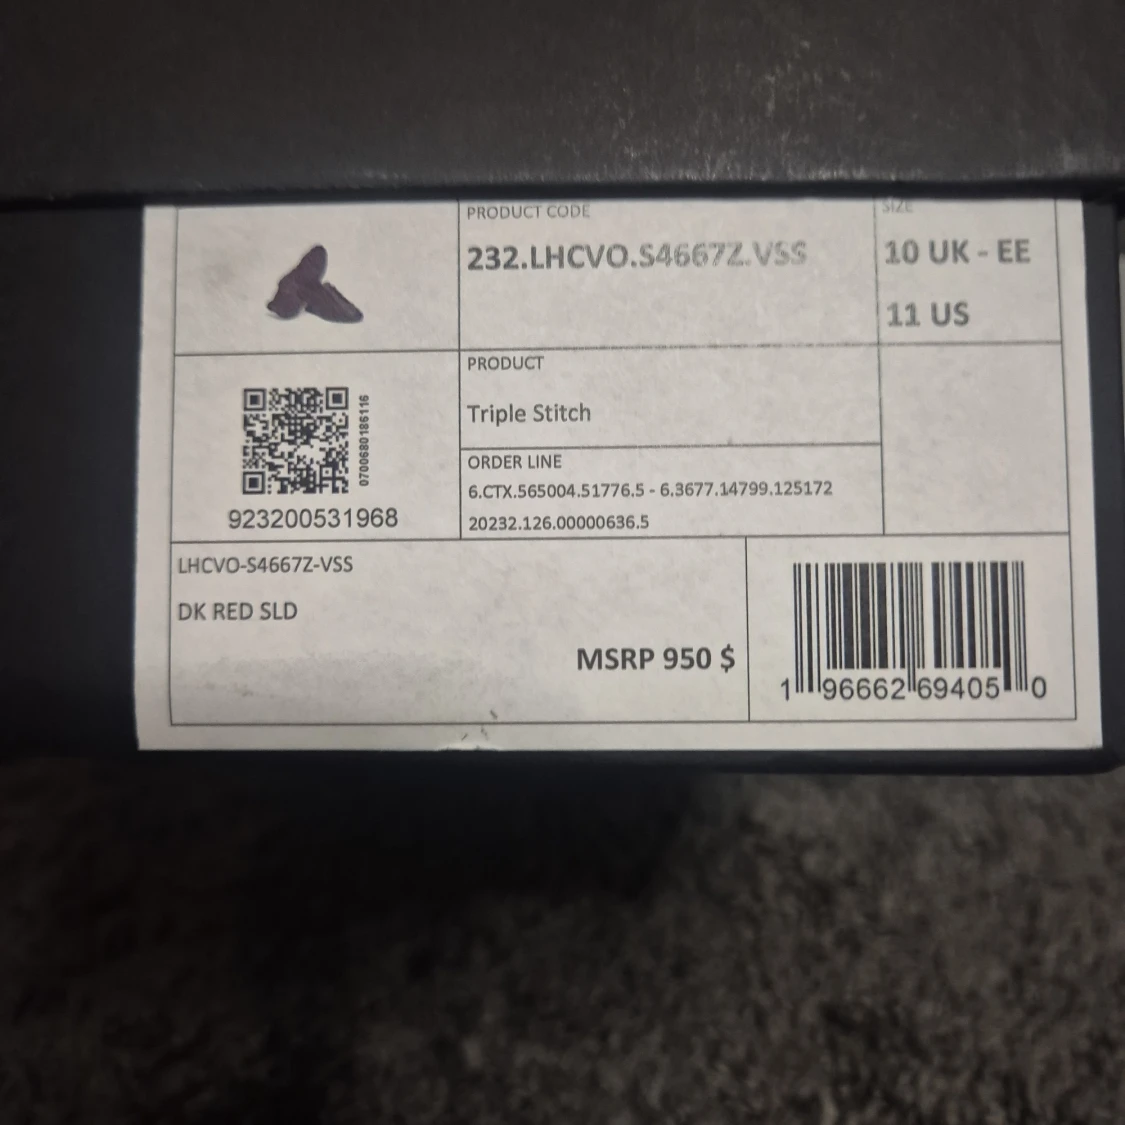 PRODUCT CODE
232.LHCVO.S4667Z.VSS
SIZE
10 UK - EE
11 US
PRODUCT
Triple Stitch
0700680186116
923200531968
ORDER LINE
6.CTX.565004.51776.5 - 6.3677.14799.125172
20232.126.00000636.5
LHCVO-S4667Z-VSS
DK RED SLD
MSRP 950 $
1 96662 69405 0